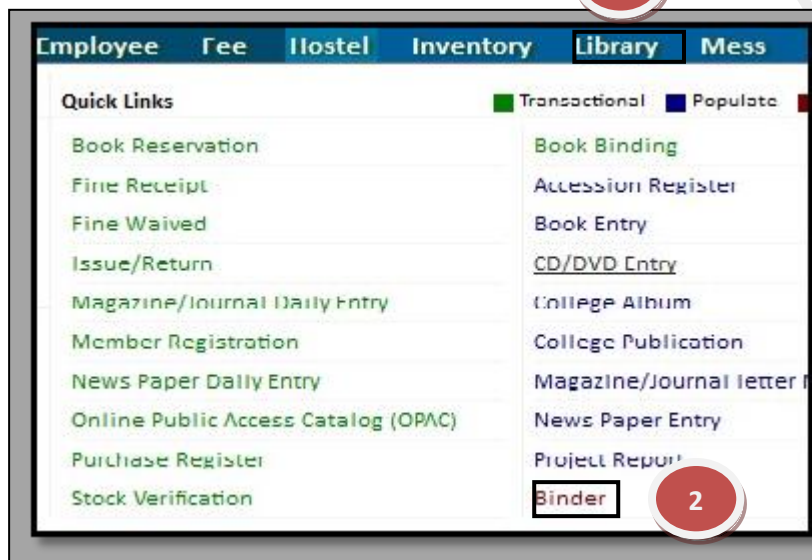 Employee Fee Hostel Inventory Library Mess
Quick Links Transactional Populate
Book Reservation Book Binding
Fine Receipt Accession Register
Fine Waived Book Entry
Issue/Return CD/DVD Entry
Magazine/Journal Daily Entry College Album
Member Registration College Publication
News Paper Daily Entry Magazine/Journal letter
Online Public Access Catalog (OPAC) News Paper Entry
Purchase Register Project Report
Stock Verification Binder 2